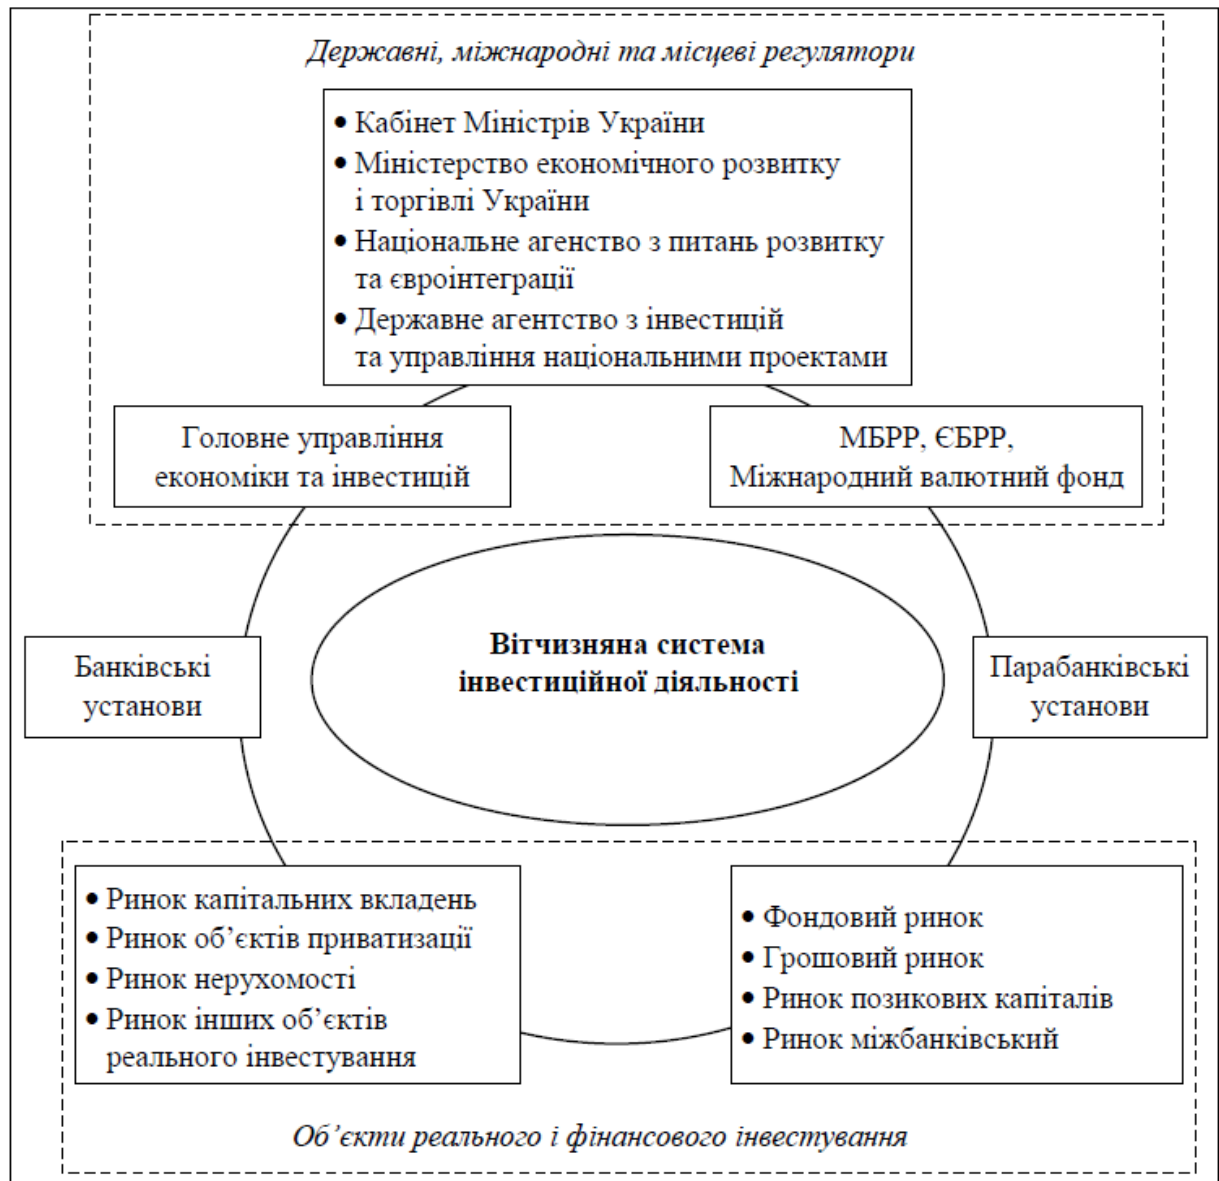 Державні, міжнародні та місцеві регулятори
• Кабінет Міністрів України
• Міністерство економічного розвитку
і торгівлі України
• Національне агенство з питань розвитку
та євроінтеграції
• Державне агентство з інвестицій
та управління національними проектами
Головне управління
економіки та інвестицій
МБРР, ЄБРР,
Міжнародний валютний фонд
Банківські
установи
Вітчизняна система
інвестиційної діяльності
Парабанківські
установи
• Ринок капітальних вкладень
• Ринок об’єктів приватизації
• Ринок нерухомості
• Ринок інших об’єктів
реального інвестування
• Фондовий ринок
• Грошовий ринок
• Ринок позикових капіталів
• Ринок міжбанківський
Об’єкти реального і фінансового інвестування